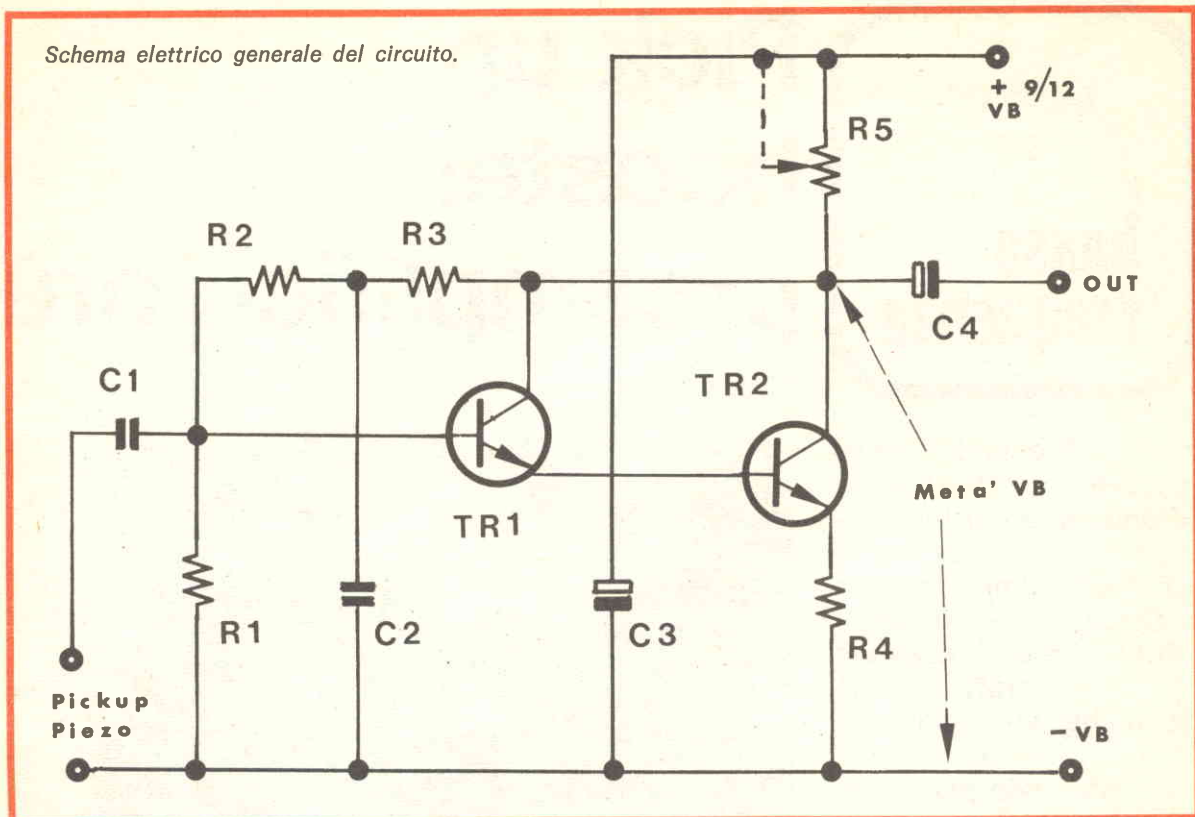 Schema elettrico generale del circuito.
+ 9/12
VB
R5
R2
R3
OUT
C4
C1
TR2
Meta' VB
TR1
R1
C2
C3
R4
Pickup
Piezo
- VB